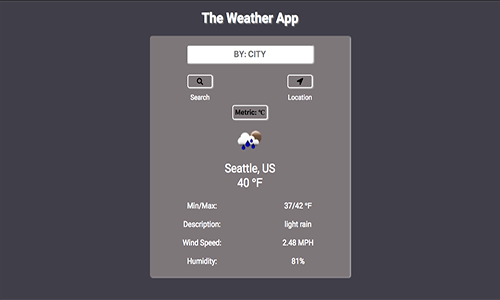 The Weather App
BY: CITY
Search Location
Metric: °C
Seattle, US
40 °F
Min/Max: 37/42 °F
Description: light rain
Wind Speed: 2.48 MPH
Humidity: 81%